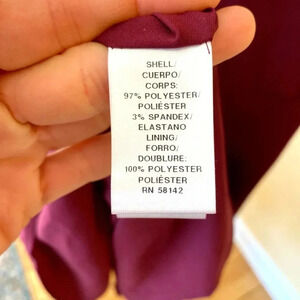 SHELL/
CUERPO/
CORPS:
97% POLYESTER/
POLIÉSTER
3% SPANDEX/
ELASTANO
LINING/
FORRO/
DOUBLURE:
100% POLYESTER
POLIÉSTER
RN 58142